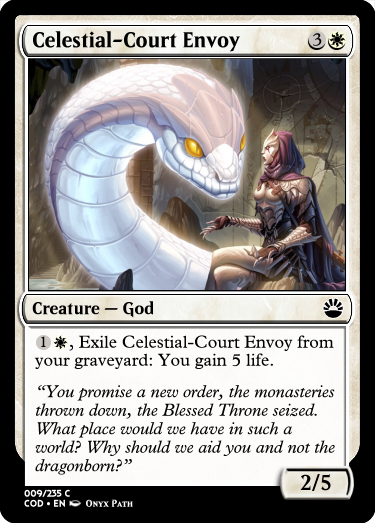 Celestial-Court Envoy 3
Creature — God
1, Exile Celestial-Court Envoy from
your graveyard: You gain 5 life.
“You promise a new order, the monasteries
thrown down, the Blessed Throne seized.
What place would we have in such a
world? Why should we aid you and not the
dragonborn?”
2/5
009/235 C
COD • EN Onyx Path